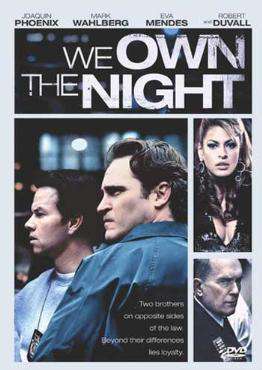 JOAQUIN PHOENIX MARK WAHLBERG EVA MENDES ROBERT AND DUVALL
WE OWN
THE NIGHT
Two brothers
on opposite sides
of the law.
Beyond their differences
lies loyalty.
DVD